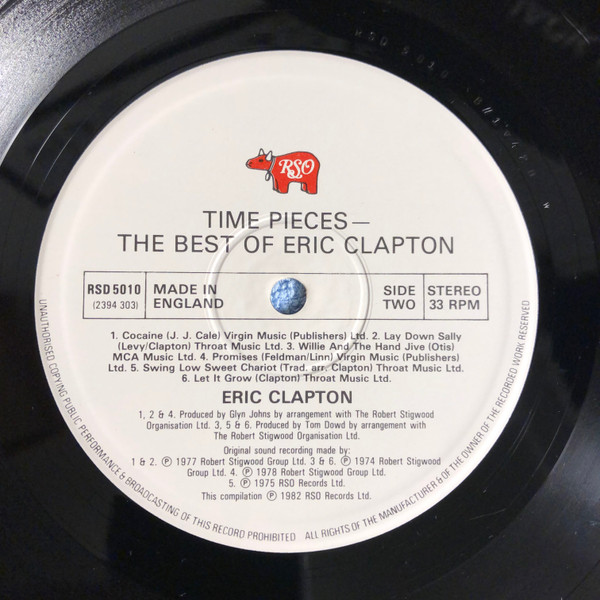 RSD 5010
RSO
TIME PIECES—
THE BEST OF ERIC CLAPTON
RSD 5010
(2394 303)
MADE IN
ENGLAND
SIDE
TWO
STEREO
33 RPM
1. Cocaine (J. J. Cale) Virgin Music (Publishers) Ltd. 2. Lay Down Sally
(Levy/Clapton) Throat Music Ltd. 3. Willie And The Hand Jive (Otis)
MCA Music Ltd. 4. Promises (Feldman/Linn) Virgin Music (Publishers)
Ltd. 5. Swing Low Sweet Chariot (Trad. arr. Clapton) Throat Music Ltd.
6. Let It Grow (Clapton) Throat Music Ltd.
ERIC CLAPTON
1, 2 & 4. Produced by Glyn Johns by arrangement with The Robert Stigwood
Organisation Ltd. 3, 5 & 6. Produced by Tom Dowd by arrangement with
The Robert Stigwood Organisation Ltd.
Original sound recording made by:
1 & 2. ℗ 1977 Robert Stigwood Group Ltd. 3 & 6. ℗ 1974 Robert Stigwood
Group Ltd. 4. ℗ 1978 Robert Stigwood Group Ltd.
5. ℗ 1975 RSO Records Ltd.
This compilation ℗ 1982 RSO Records Ltd.
UNAUTHORISED COPYING PUBLIC PERFORMANCE & BROADCASTING OF THIS RECORD PROHIBITED ALL RIGHTS OF THE MANUFACTURER & OF THE OWNER OF THE RECORDED WORK RESERVED